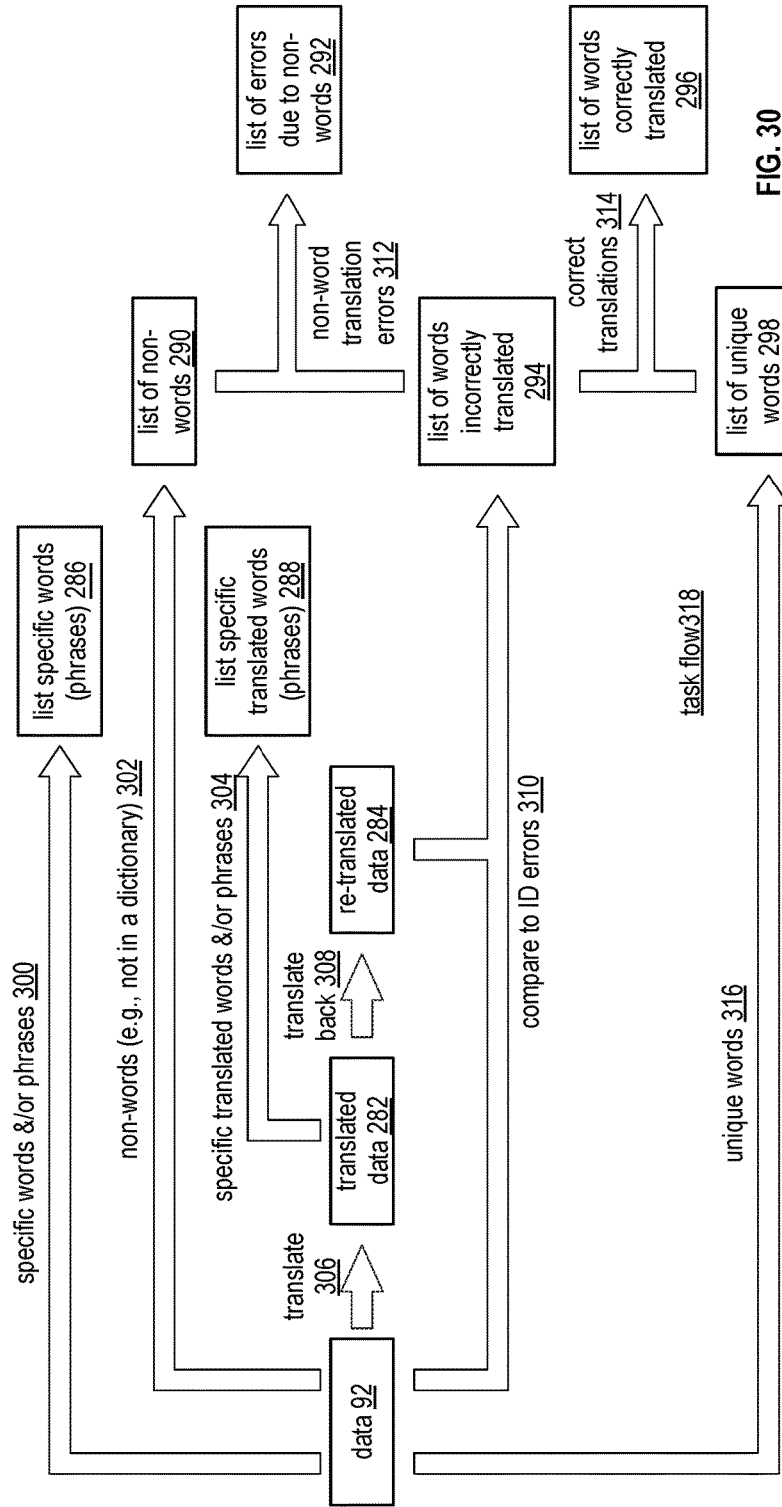 specific words &/or phrases 300
list specific words
(phrases) 286
non-words (e.g., not in a dictionary) 302
list of non-
words 290
specific translated words &/or phrases 304
list specific
translated words
(phrases) 288
list of errors
due to non-
words 292
non-word
translation
errors 312
data 92
translate
306
translated
data 282
translate
back 308
re-translated
data 284
compare to ID errors 310
list of words
incorrectly
translated
294
correct
translations 314
list of words
correctly
translated
296
unique words 316
list of unique
words 298
task flow318
FIG. 30